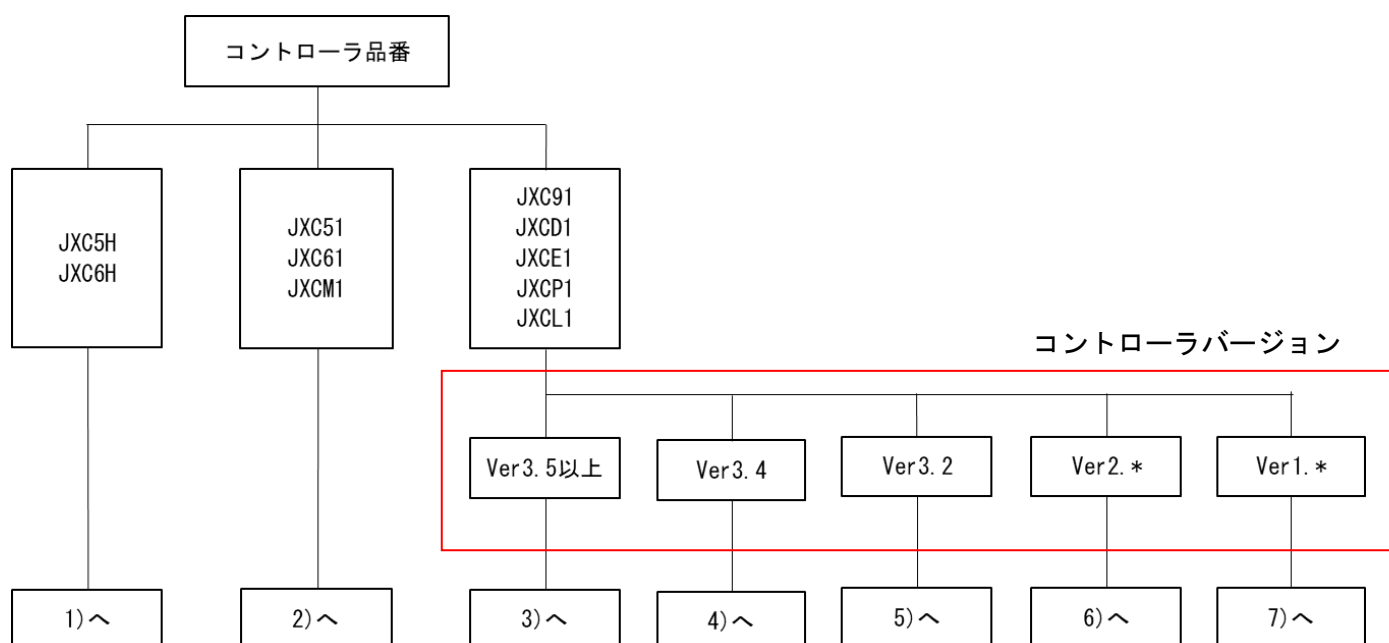 コントローラ品番
JXC5H
JXC6H
JXC51
JXC61
JXCM1
JXC91
JXCD1
JXCE1
JXCP1
JXCL1
コントローラバージョン
Ver3.5以上
Ver3.4
Ver3.2
Ver2.*
Ver1.*
1)へ
2)へ
3)へ
4)へ
5)へ
6)へ
7)へ